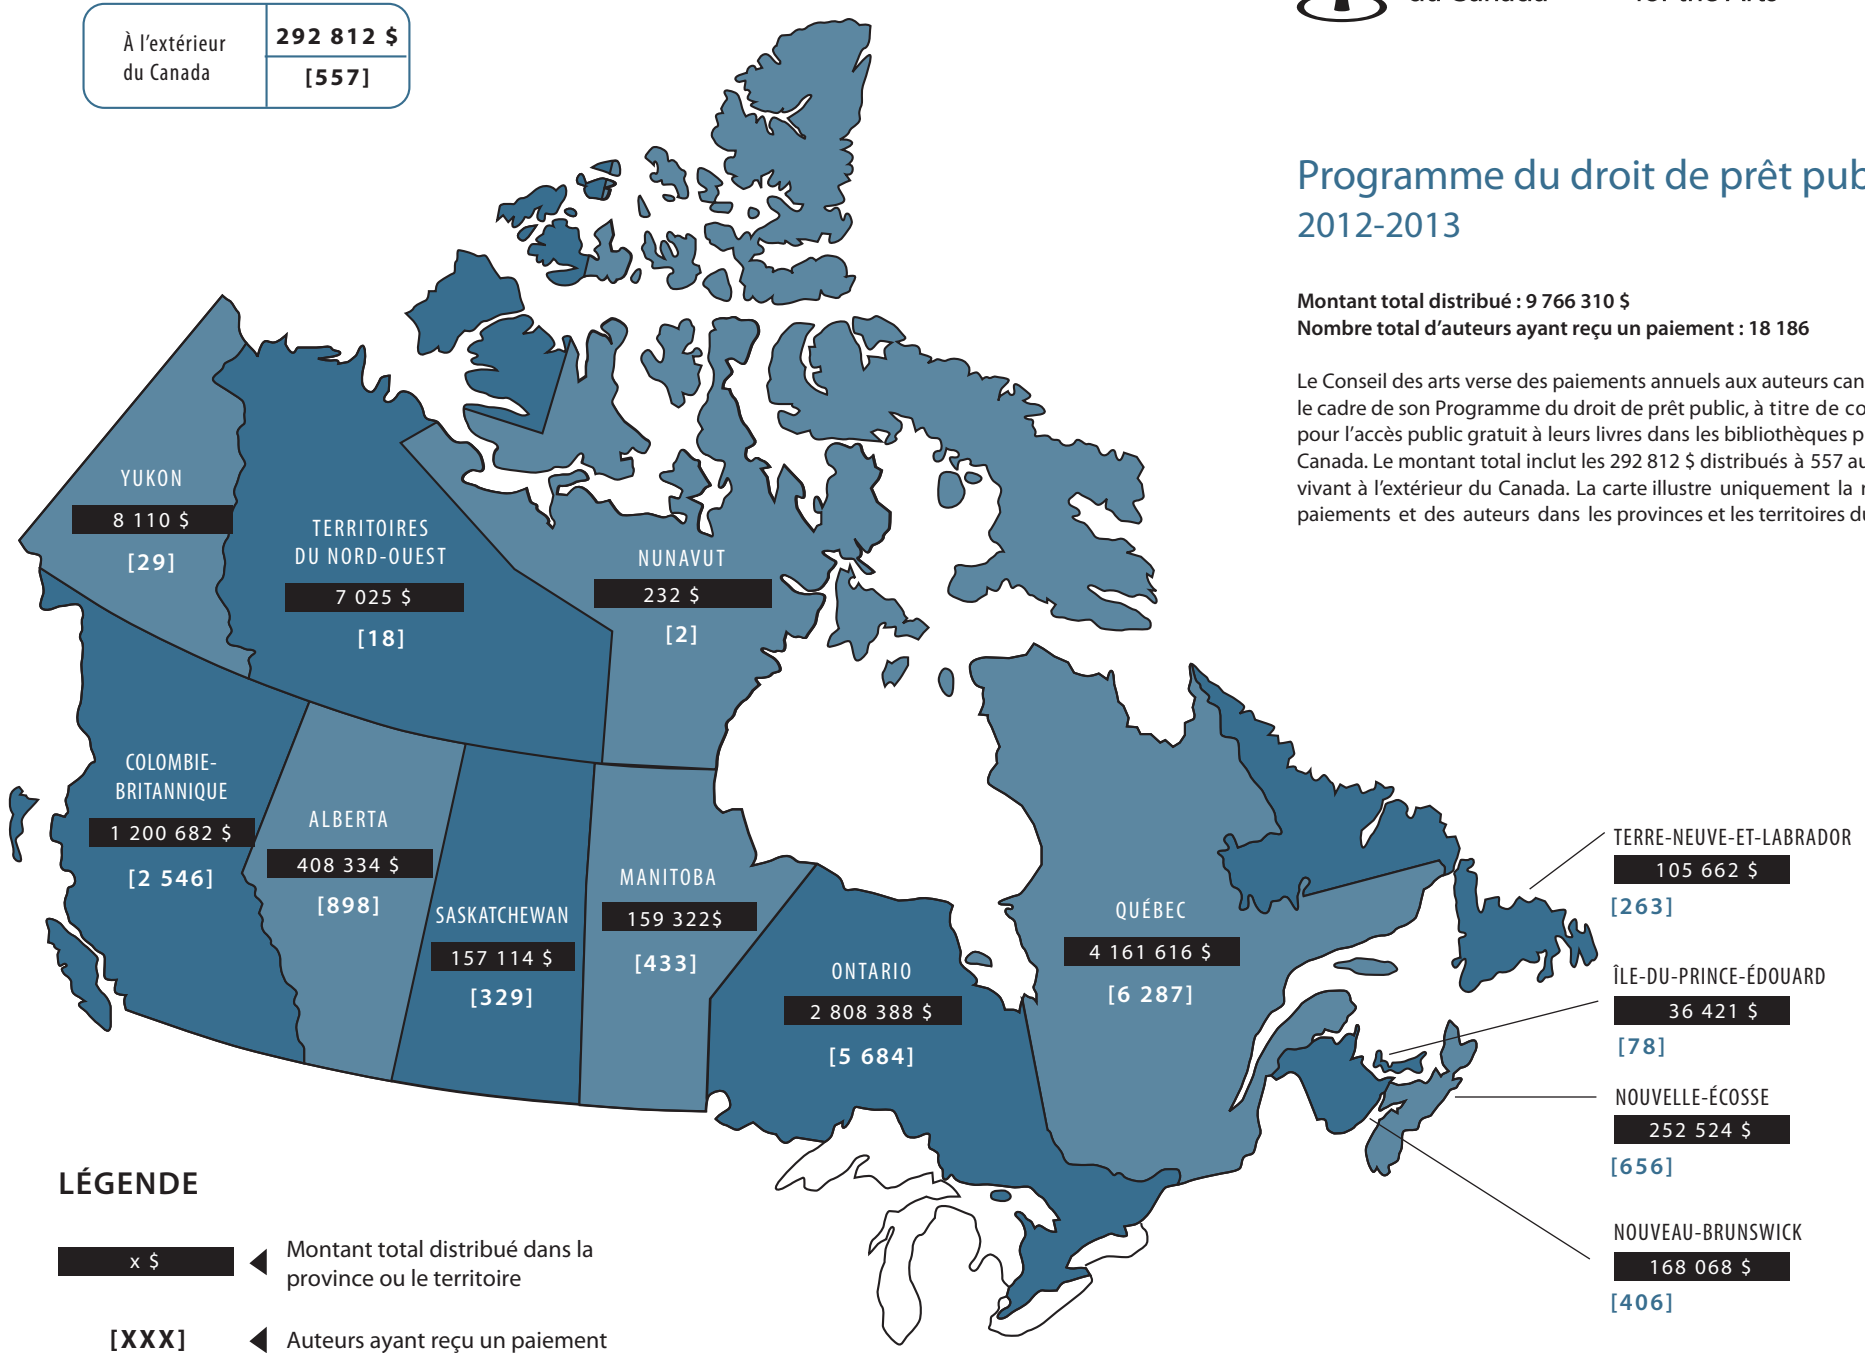 À l'extérieur
du Canada
292 812 $
[557]
du Canada
for the Arts
Programme du droit de prêt
2012-2013
Montant total distribué : 9 766 310 $
Nombre total d'auteurs ayant reçu un paiement : 18 186
Le Conseil des arts verse des paiements annuels aux auteurs
le cadre de son Programme du droit de prêt public, à titre de
pour l'accès public gratuit à leurs livres dans les bibliothèques
Canada. Le montant total inclut les 292 812 $ distribués à 557
vivant à l'extérieur du Canada. La carte illustre uniquement la
paiements et des auteurs dans les provinces et les territoires
YUKON
8 110 $
[29]
TERRITOIRES
DU NORD-OUEST
7 025 $
[18]
NUNAVUT
232 $
[2]
COLOMBIE-
BRITANNIQUE
1 200 682 $
[2 546]
ALBERTA
408 334 $
[898]
SASKATCHEWAN
157 114 $
[329]
MANITOBA
159 322$
[433]
ONTARIO
2 808 388 $
[5 684]
QUÉBEC
4 161 616 $
[6 287]
TERRE-NEUVE-ET-LABRADOR
105 662 $
[263]
ÎLE-DU-PRINCE-ÉDOUARD
36 421 $
[78]
NOUVELLE-ÉCOSSE
252 524 $
[656]
NOUVEAU-BRUNSWICK
168 068 $
[406]
LÉGENDE
x $
Montant total distribué dans la
province ou le territoire
[XXX]
Auteurs ayant reçu un paiement